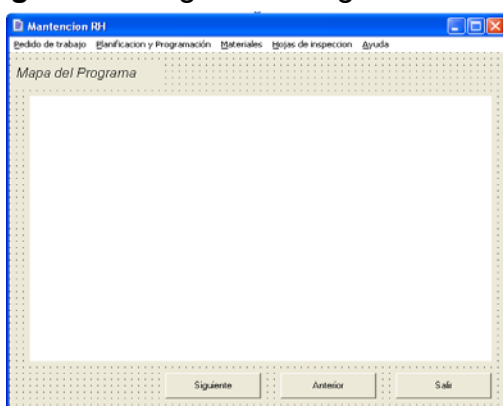 Mantencion RH
Pedido de trabajo Planificacion y Programación Materiales Hojas de inspeccion Ayuda
Mapa del Programa
Siguiente Anterior Salir